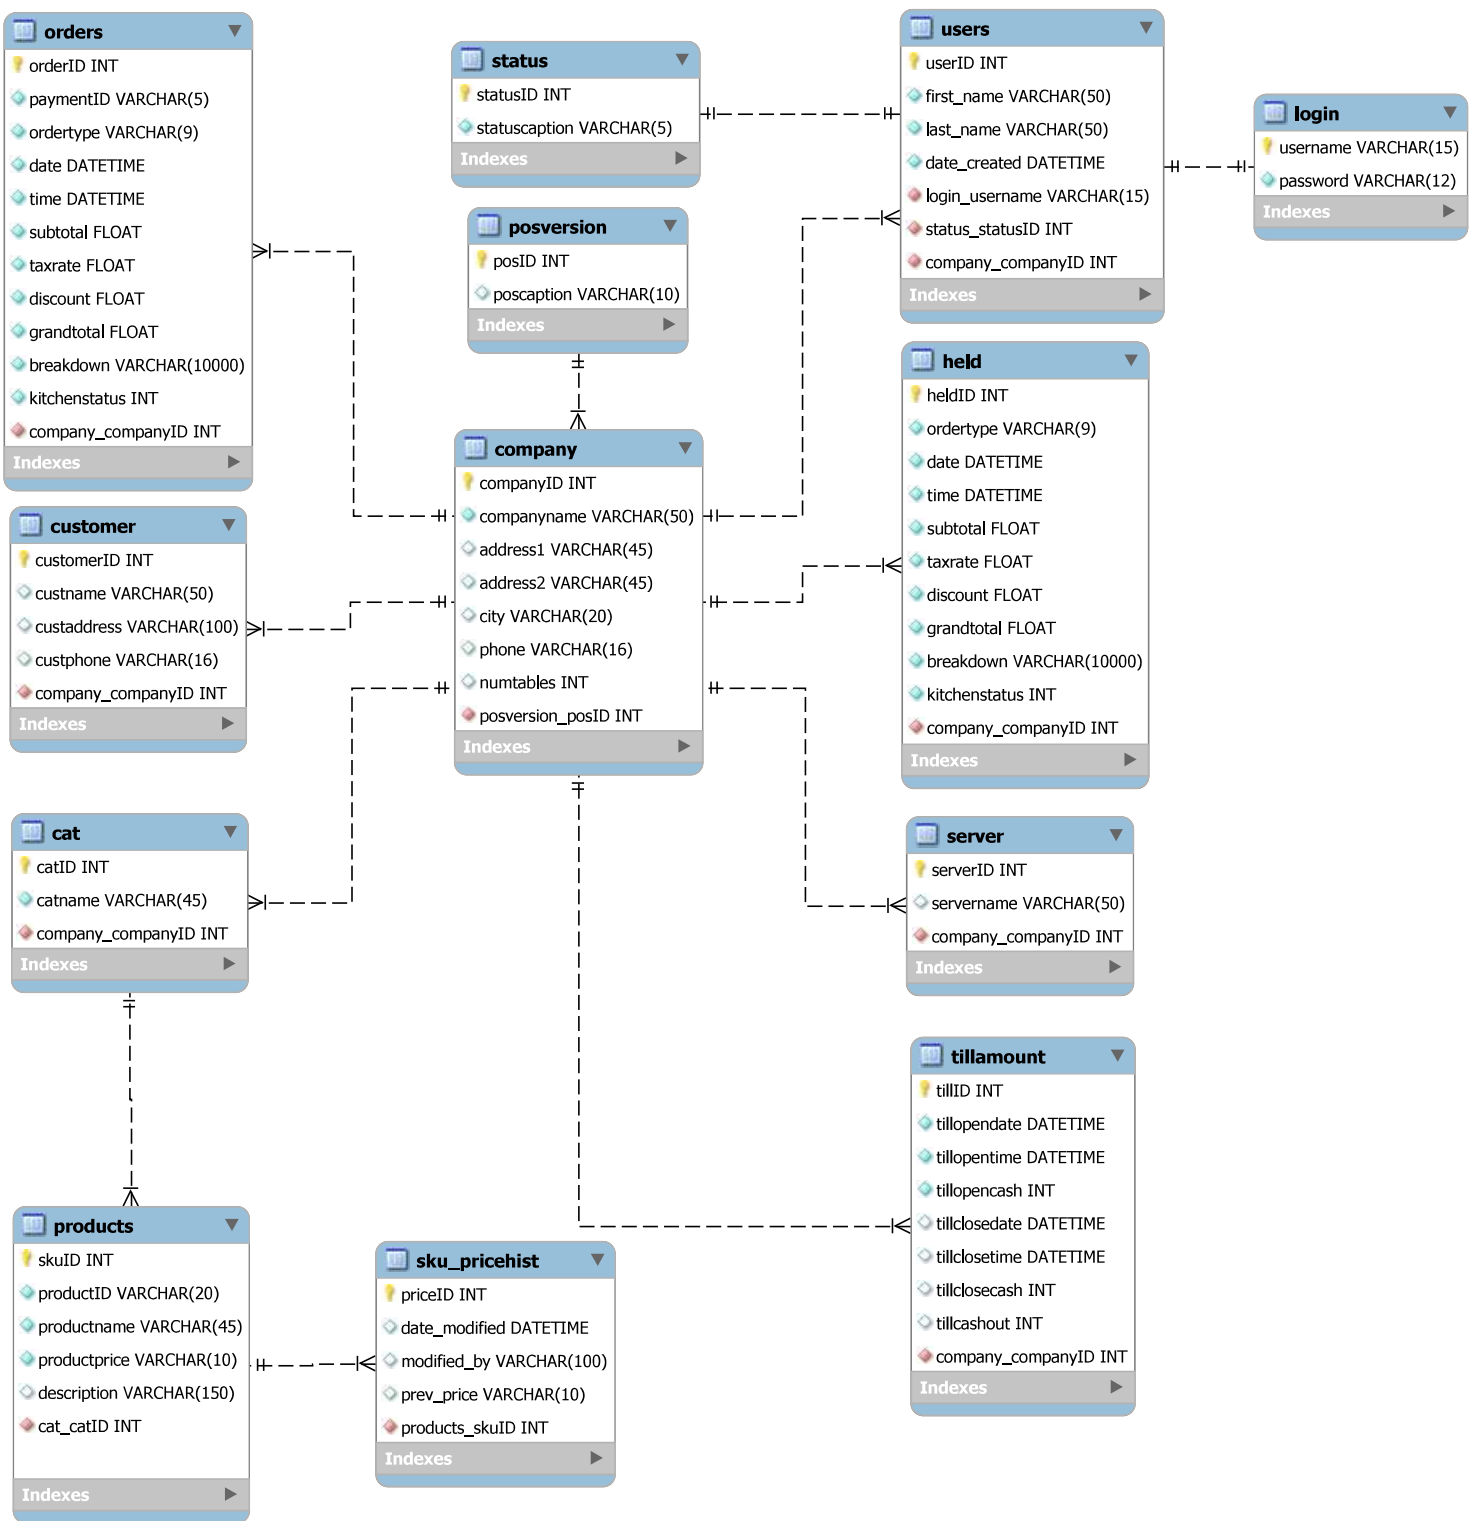 orders
orderID INT
paymentID VARCHAR(5)
ordertype VARCHAR(9)
date DATETIME
time DATETIME
subtotal FLOAT
taxrate FLOAT
discount FLOAT
grandtotal FLOAT
breakdown VARCHAR(10000)
kitchenstatus INT
company_companyID INT
Indexes
status
statusID INT
statuscaption VARCHAR(5)
Indexes
users
userID INT
first_name VARCHAR(50)
last_name VARCHAR(50)
date_created DATETIME
login_username VARCHAR(15)
status_statusID INT
company_companyID INT
Indexes
login
username VARCHAR(15)
password VARCHAR(12)
Indexes
posversion
posID INT
poscaption VARCHAR(10)
Indexes
held
heldID INT
ordertype VARCHAR(9)
date DATETIME
time DATETIME
subtotal FLOAT
taxrate FLOAT
discount FLOAT
grandtotal FLOAT
breakdown VARCHAR(10000)
kitchenstatus INT
company_companyID INT
Indexes
company
companyID INT
companyname VARCHAR(50)
address1 VARCHAR(45)
address2 VARCHAR(45)
city VARCHAR(20)
phone VARCHAR(16)
numtables INT
posversion_posID INT
Indexes
customer
customerID INT
custname VARCHAR(50)
custaddress VARCHAR(100)
custphone VARCHAR(16)
company_companyID INT
Indexes
cat
catID INT
catname VARCHAR(45)
company_companyID INT
Indexes
server
serverID INT
servername VARCHAR(50)
company_companyID INT
Indexes
tillamount
tillID INT
tillopendate DATETIME
tillopentime DATETIME
tillopencash INT
tillclosedate DATETIME
tillclosetime DATETIME
tillclosecash INT
tillcashout INT
company_companyID INT
Indexes
products
skuID INT
productID VARCHAR(20)
productname VARCHAR(45)
productprice VARCHAR(10)
description VARCHAR(150)
cat_catID INT
Indexes
sku_pricehist
priceID INT
date_modified DATETIME
modified_by VARCHAR(100)
prev_price VARCHAR(10)
products_skuID INT
Indexes